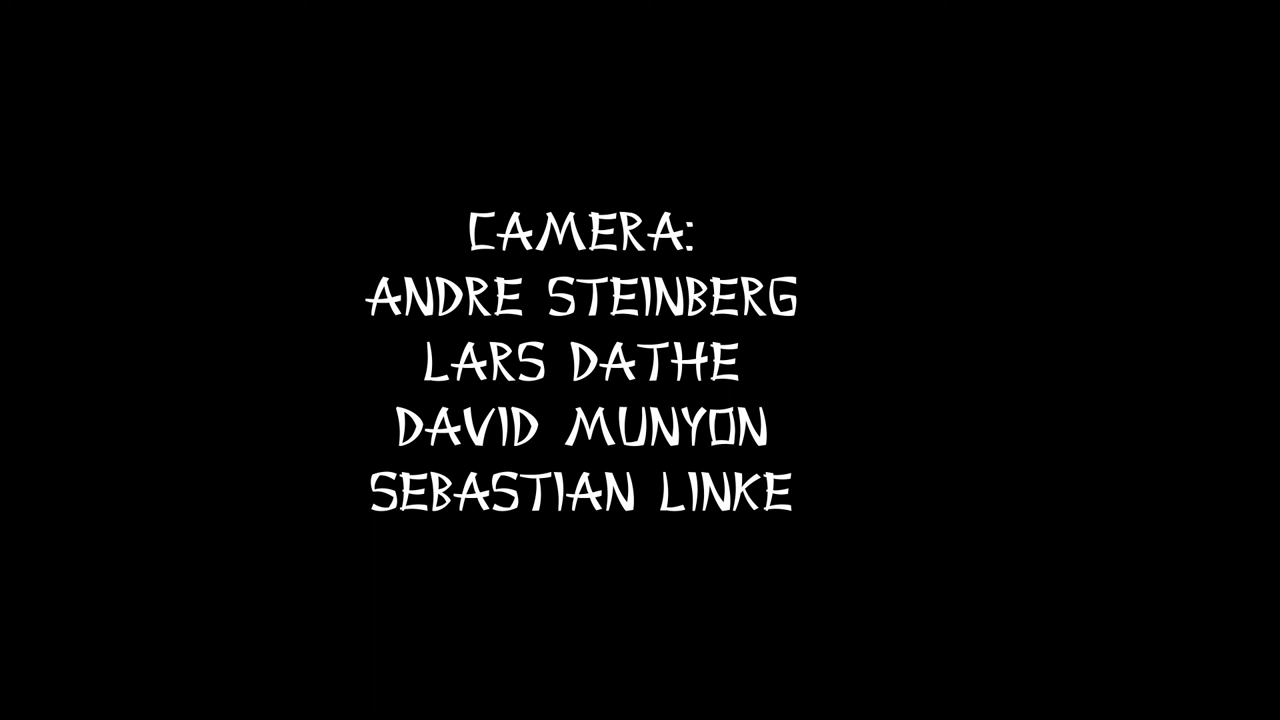 CAMERA:
ANDRE STEINBERG
LARS DATHE
DAVID MUNYON
SEBASTIAN LINKE